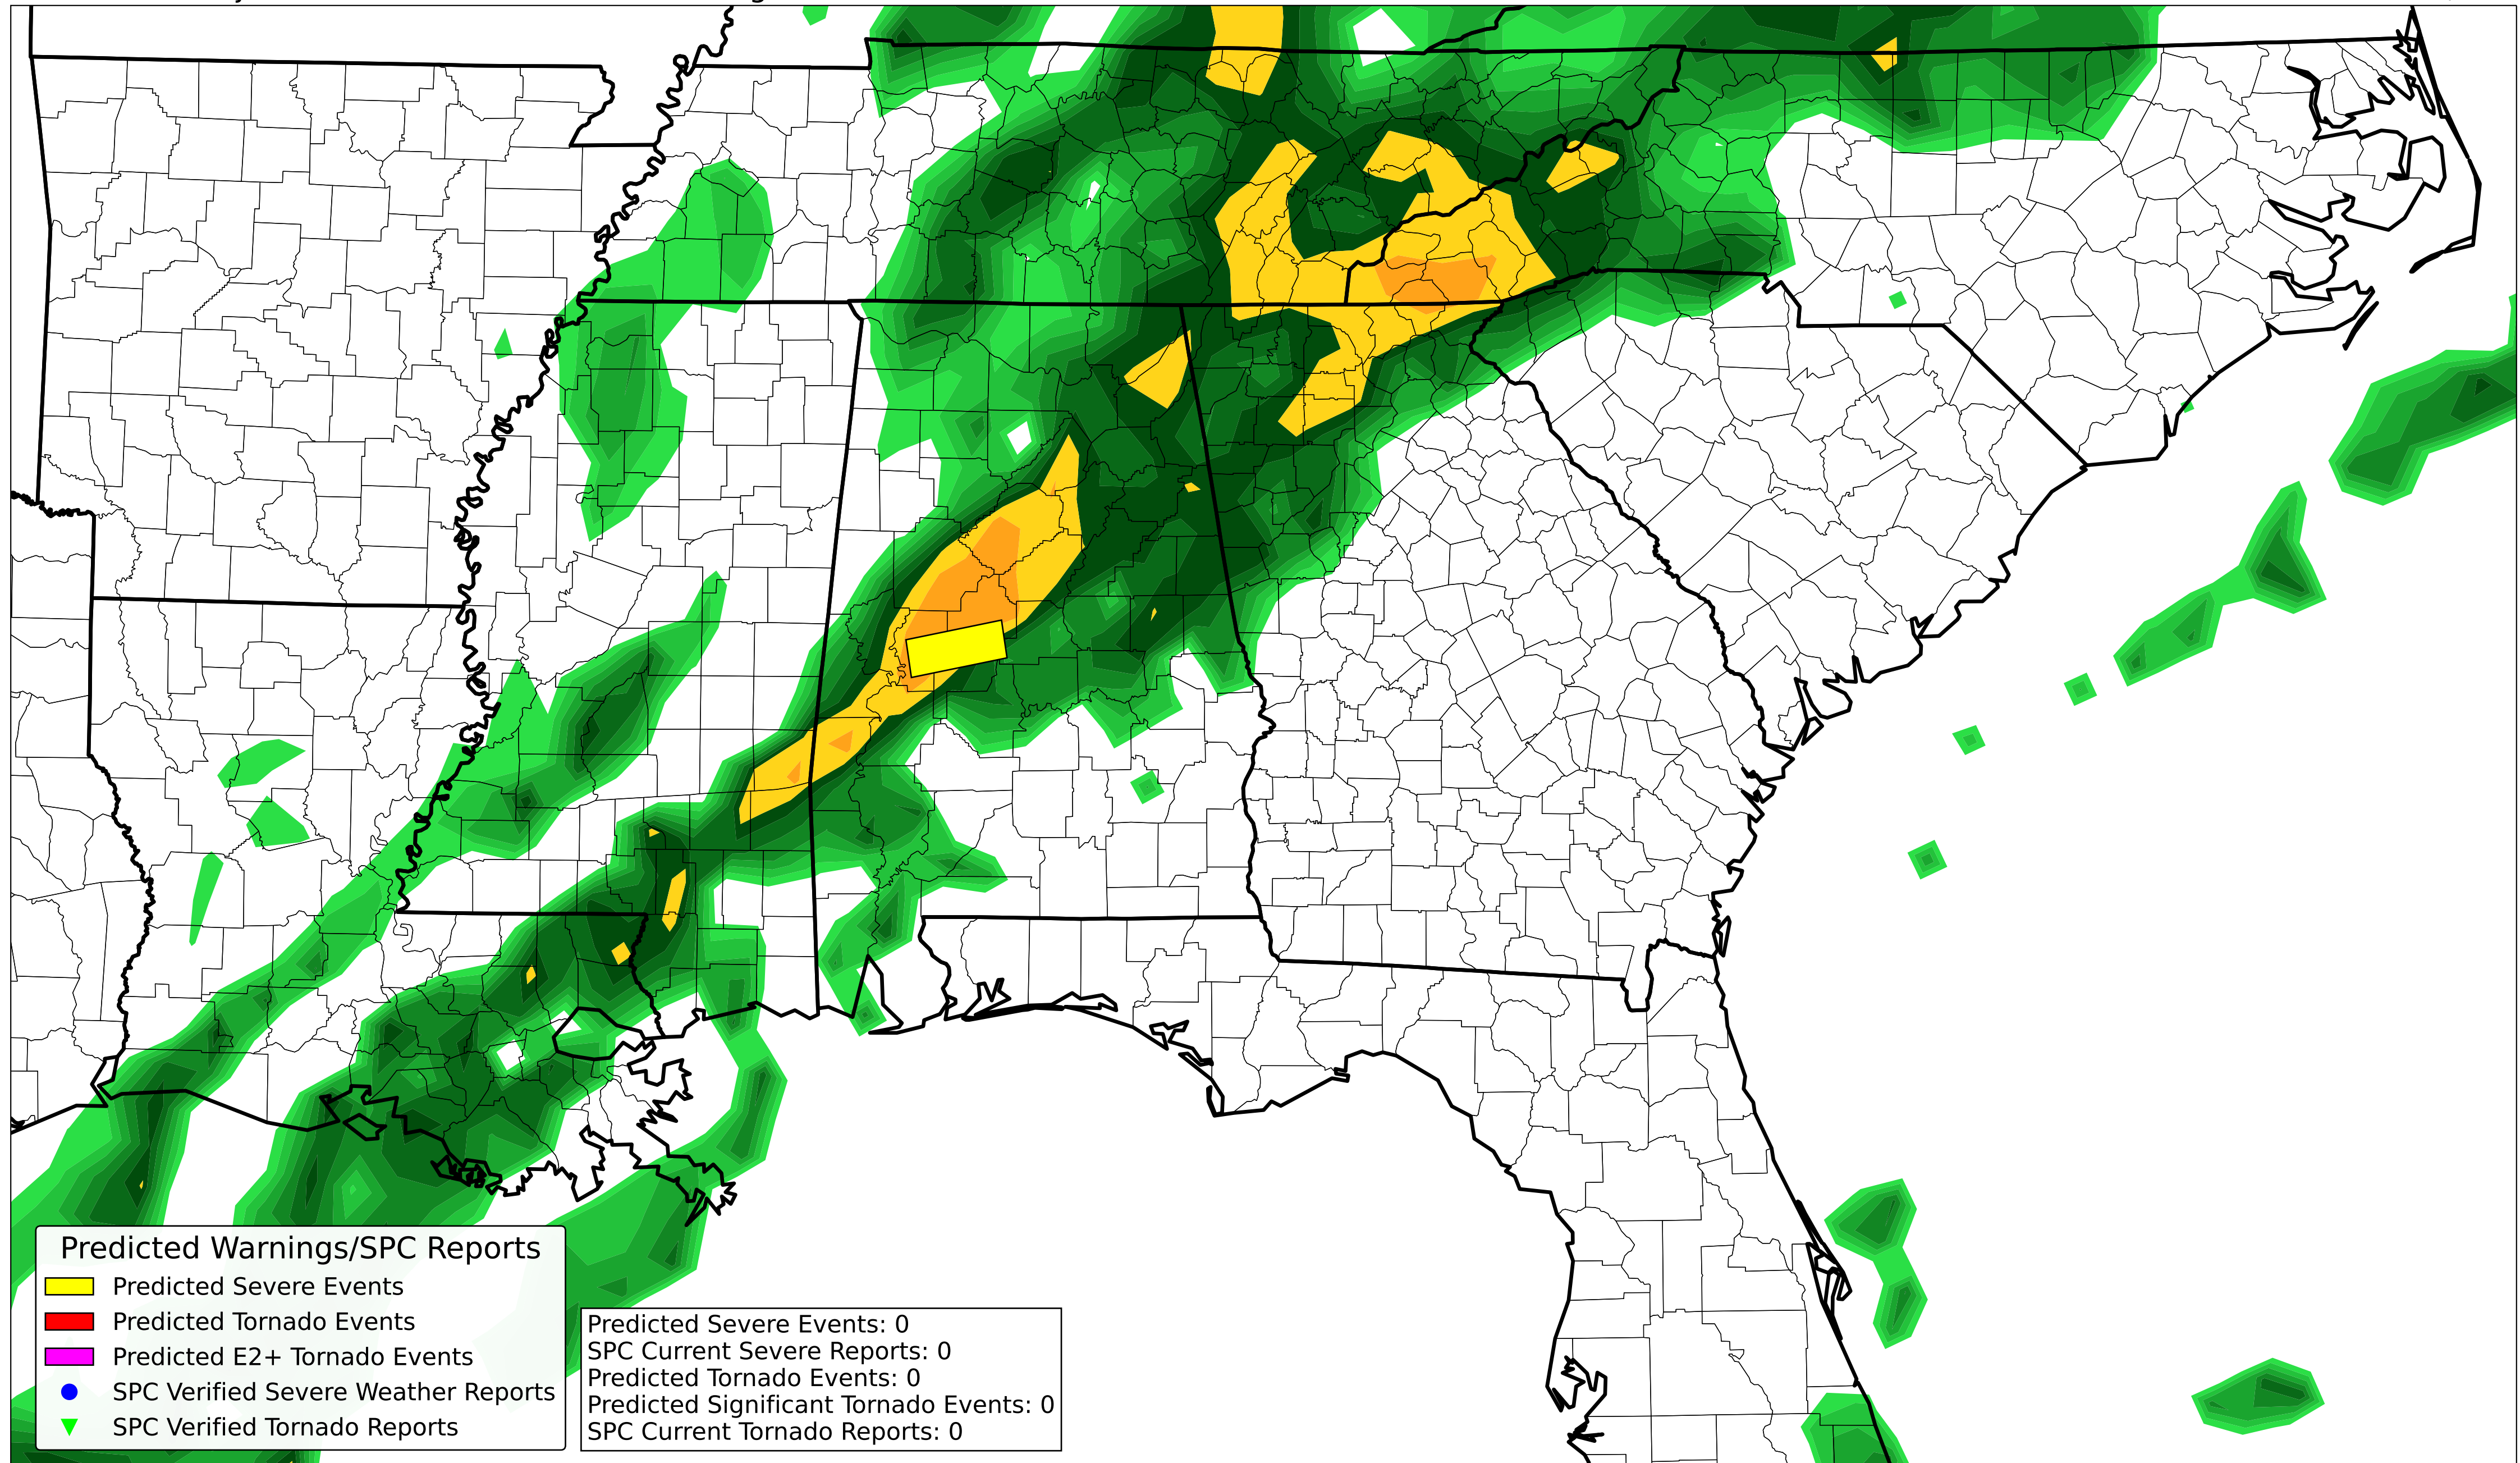 Predicted Warnings/SPC Reports
Predicted Severe Events
Predicted Tornado Events
Predicted E2+ Tornado Events
SPC Verified Severe Weather Reports
SPC Verified Tornado Reports
Predicted Severe Events: 0
SPC Current Severe Reports: 0
Predicted Tornado Events: 0
Predicted Significant Tornado Events: 0
SPC Current Tornado Reports: 0